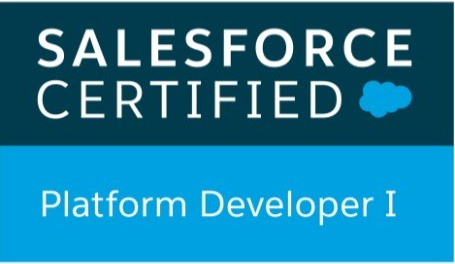 SALESFORCE
CERTIFIED
Platform Developer I